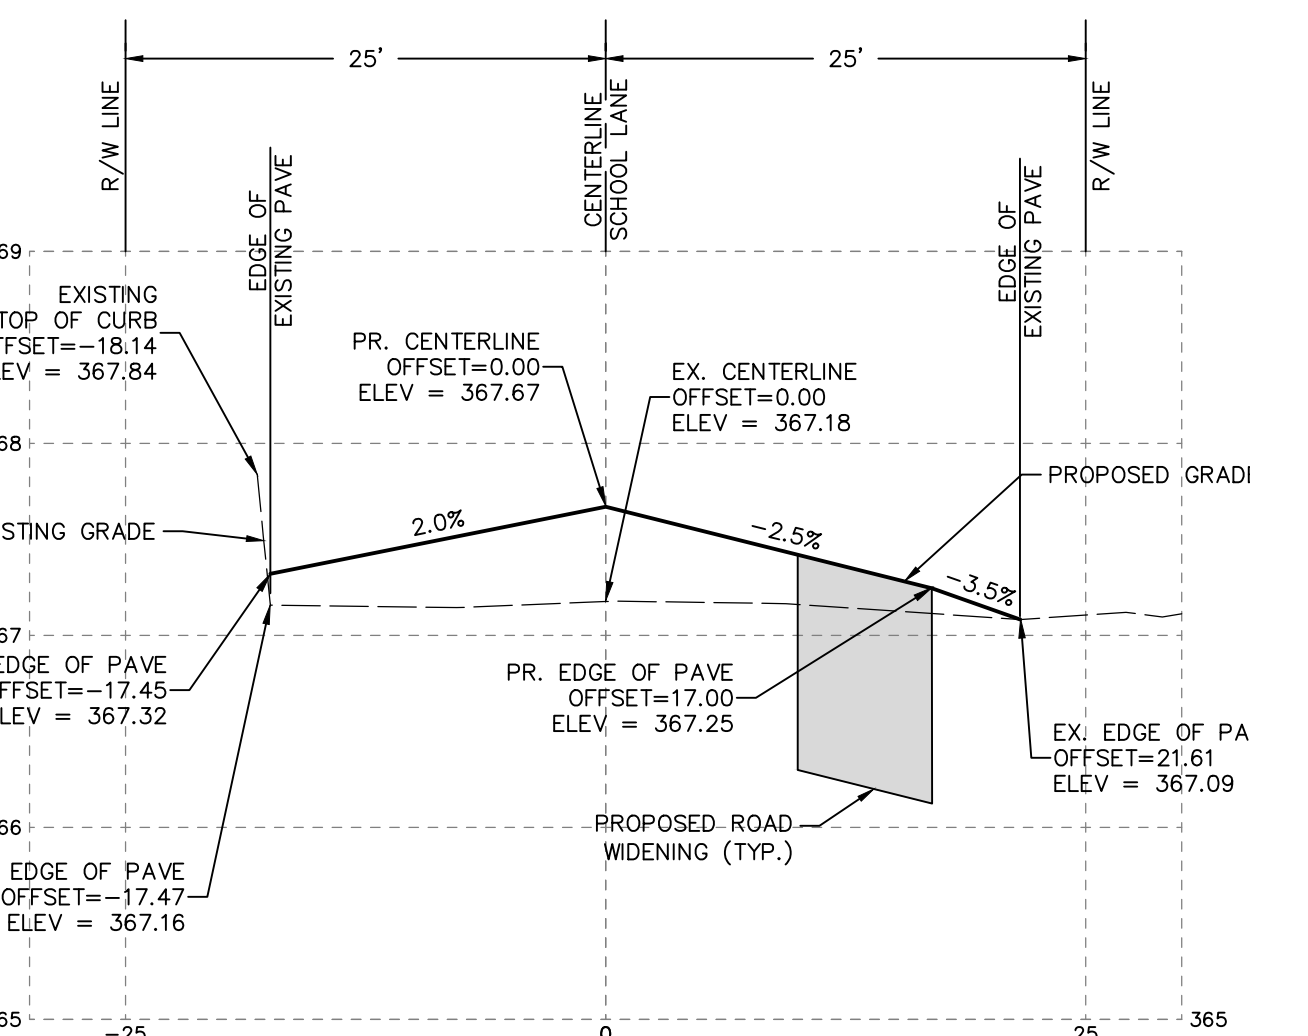 25'
25'
R/W LINE
EDGE OF
EXISTING PAVE
CENTERLINE
SCHOOL LANE
EDGE OF
EXISTING PAVE
R/W LINE
69
EXISTING
TOP OF CURB
FFSET=-18.14
LEV = 367.84
PR. CENTERLINE
OFFSET=0.00
ELEV = 367.67
EX. CENTERLINE
OFFSET=0.00
ELEV = 367.18
68
PROPOSED GRADI
STING GRADE
2.0%
-2.5%
-3.5%
67
EDGE OF PAVE
FFSET=-17.45
LEV = 367.32
PR. EDGE OF PAVE
OFFSET=17.00
ELEV = 367.25
EX. EDGE OF PA
OFFSET=21.61
ELEV = 367.09
66
PROPOSED ROAD
WIDENING (TYP.)
EDGE OF PAVE
OFFSET=-17.47
ELEV = 367.16
65
365
-25
0
25